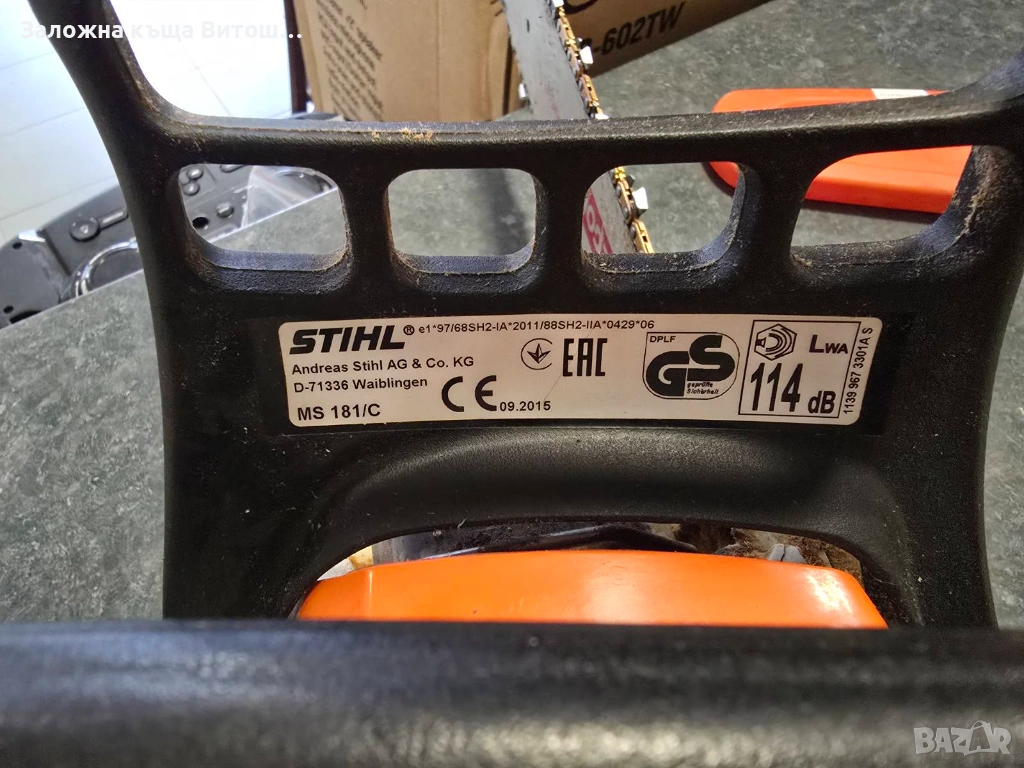 Заложна къща Витош...
-602TW
STIHL® e1*97/68SH2-IA*2011/88SH2-IIA*0429*06
Andreas Stihl AG & Co. KG
D-71336 Waiblingen
MS 181/C
CE 09.2015
EAC
DPLF
GS
geprüfte
Sicherheit
LWA
114 dB
1139 967 3301 A S
BAZAR